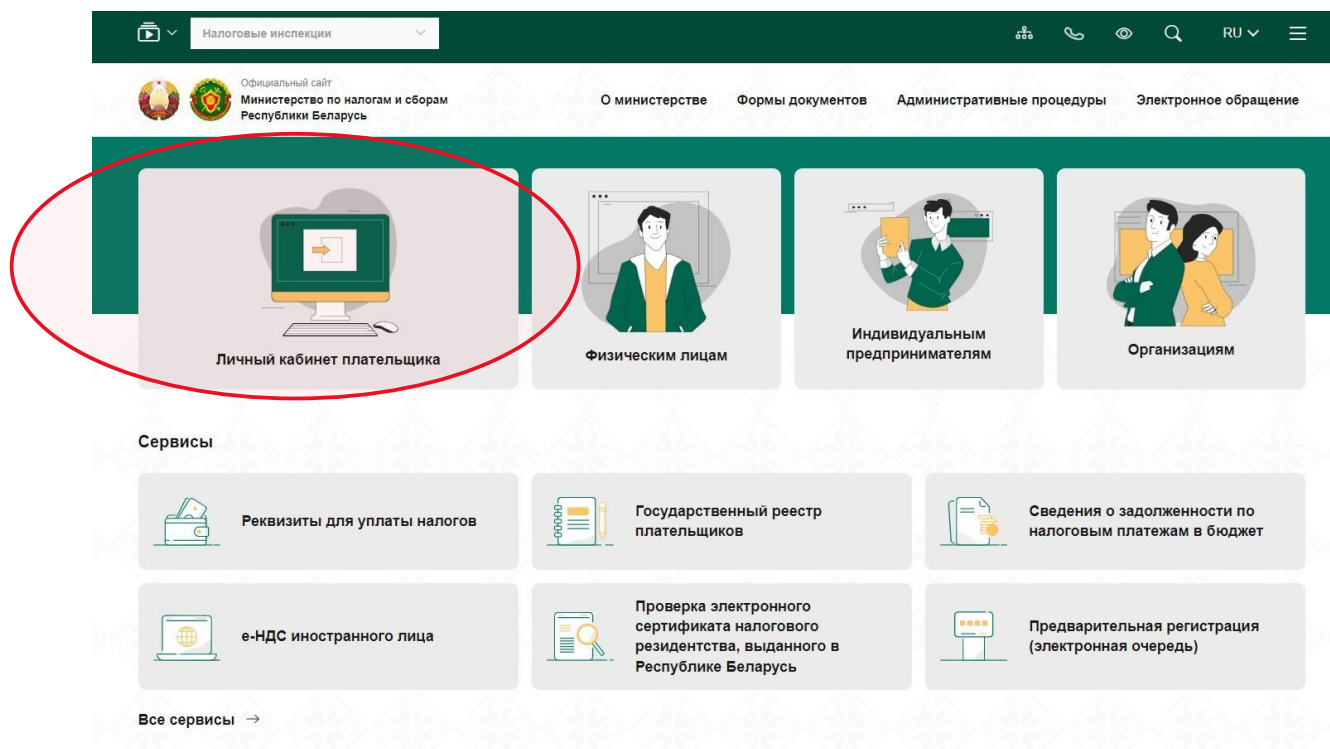 Налоговые инспекции
RU
Официальный сайт
Министерство по налогам и сборам
Республики Беларусь
О министерстве
Формы документов
Административные процедуры
Электронное обращение
Личный кабинет плательщика
Физическим лицам
Индивидуальным
предпринимателям
Организациям
Сервисы
Реквизиты для уплаты налогов
Государственный реестр
плательщиков
Сведения о задолженности по
налоговым платежам в бюджет
е-НДС иностранного лица
Проверка электронного
сертификата налогового
резидентства, выданного в
Республике Беларусь
Предварительная регистрация
(электронная очередь)
Все сервисы →